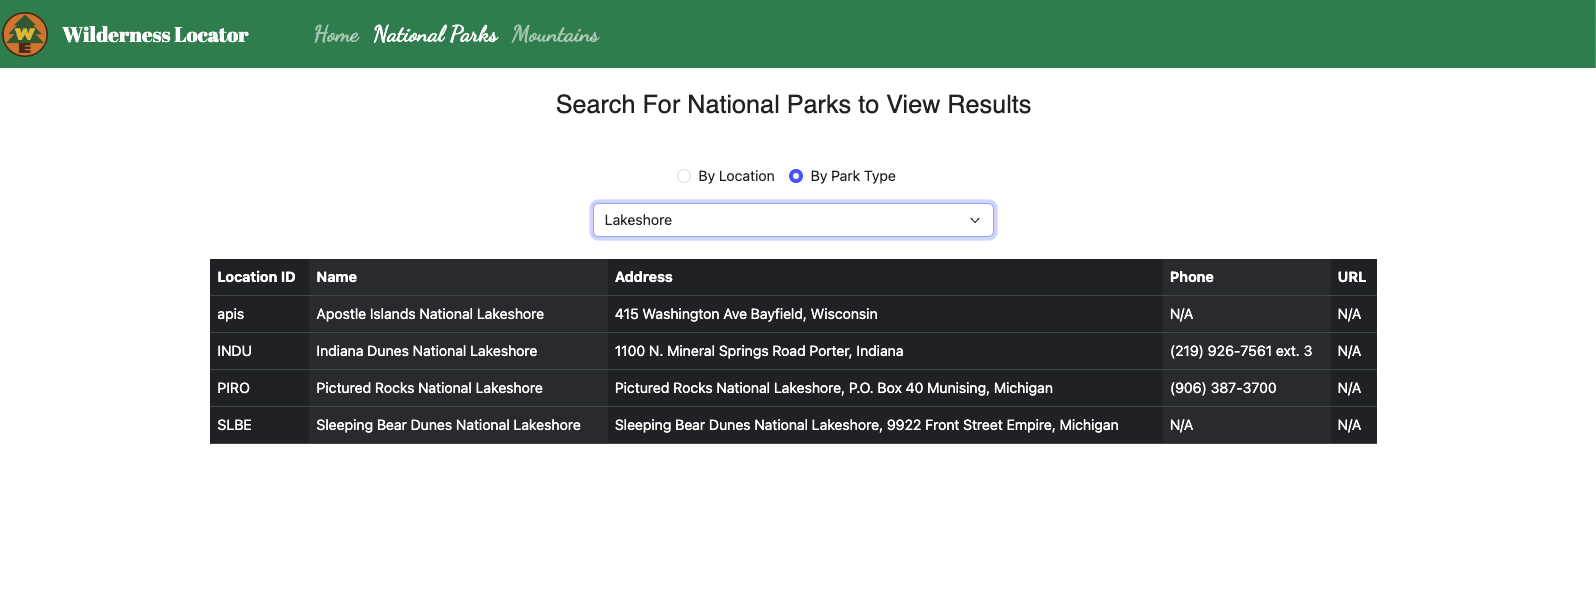 WE Wilderness Locator Home National Parks Mountains
Search For National Parks to View Results
By Location By Park Type
Lakeshore
Location ID Name Address Phone URL
apis Apostle Islands National Lakeshore 415 Washington Ave Bayfield, Wisconsin N/A N/A
INDU Indiana Dunes National Lakeshore 1100 N. Mineral Springs Road Porter, Indiana (219) 926-7561 ext. 3 N/A
PIRO Pictured Rocks National Lakeshore Pictured Rocks National Lakeshore, P.O. Box 40 Munising, Michigan (906) 387-3700 N/A
SLBE Sleeping Bear Dunes National Lakeshore Sleeping Bear Dunes National Lakeshore, 9922 Front Street Empire, Michigan N/A N/A